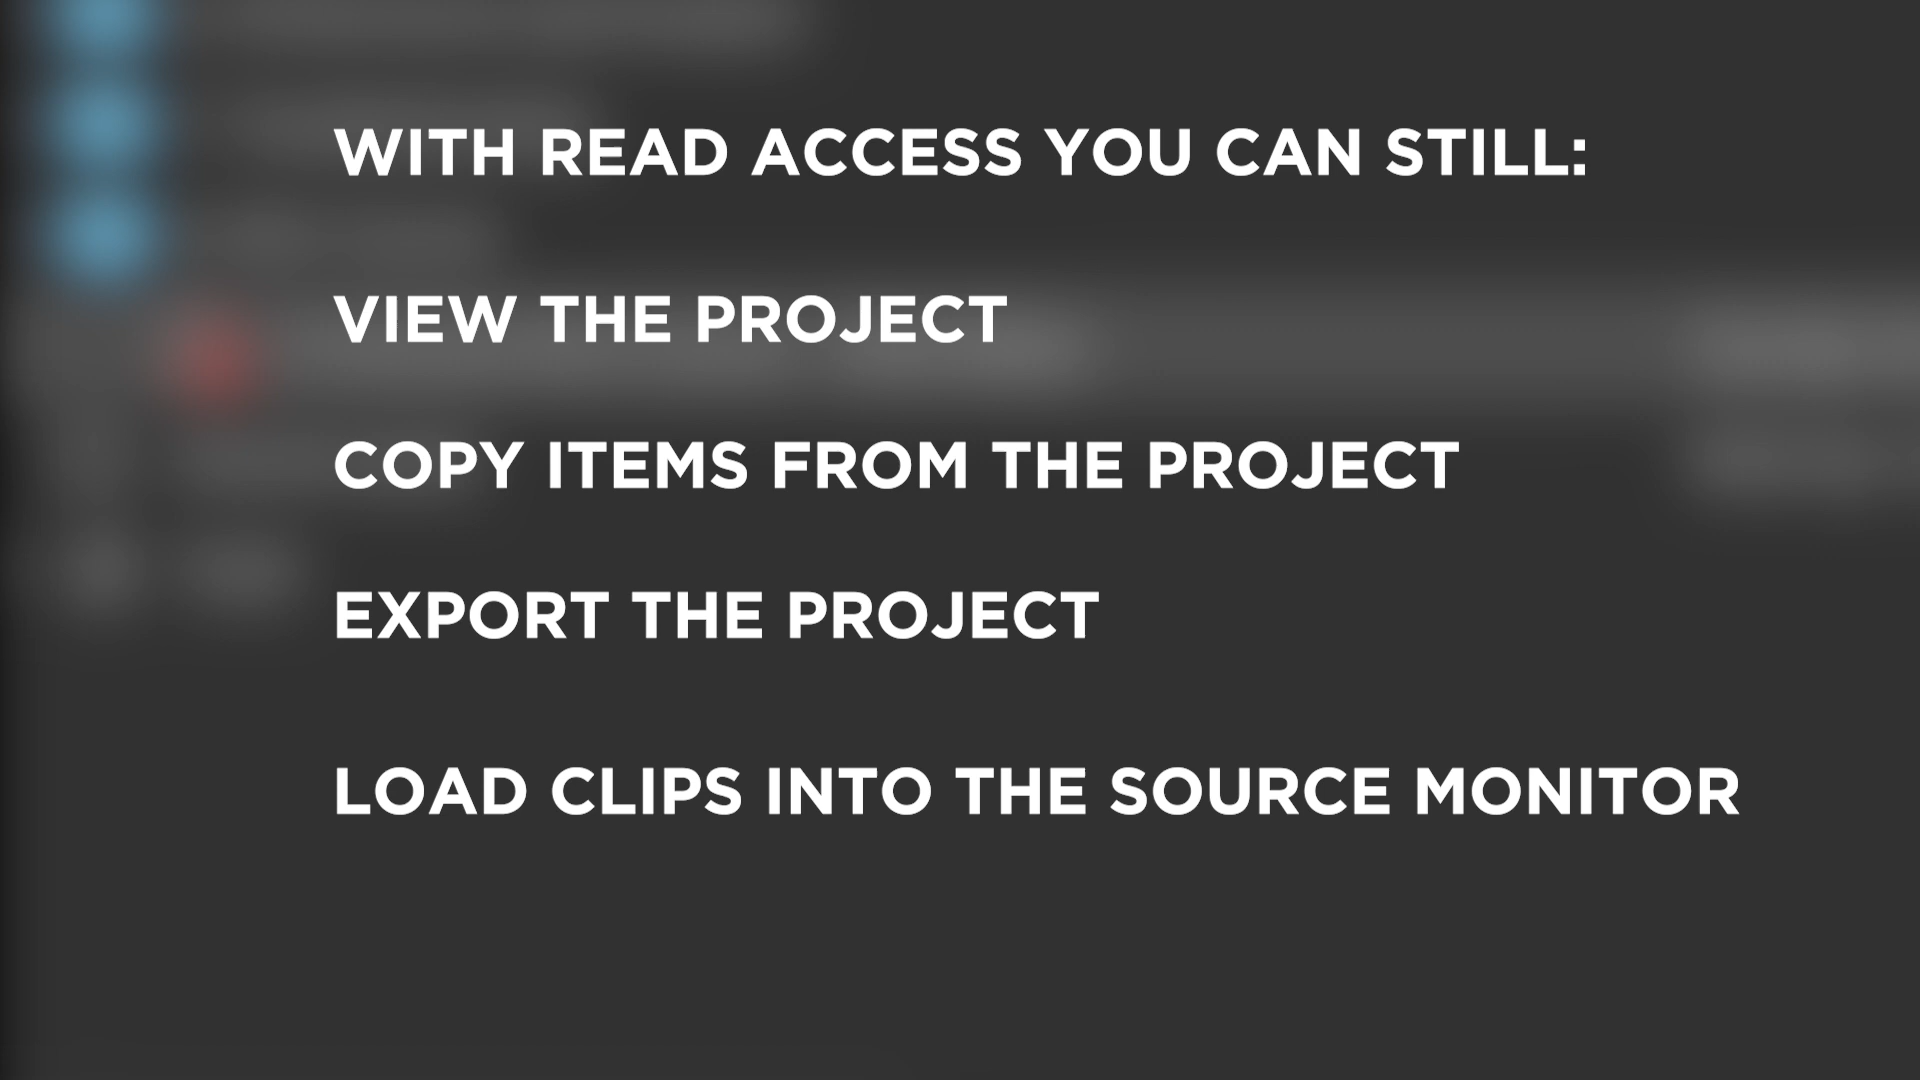 WITH READ ACCESS YOU CAN STILL:
VIEW THE PROJECT
COPY ITEMS FROM THE PROJECT
EXPORT THE PROJECT
LOAD CLIPS INTO THE SOURCE MONITOR